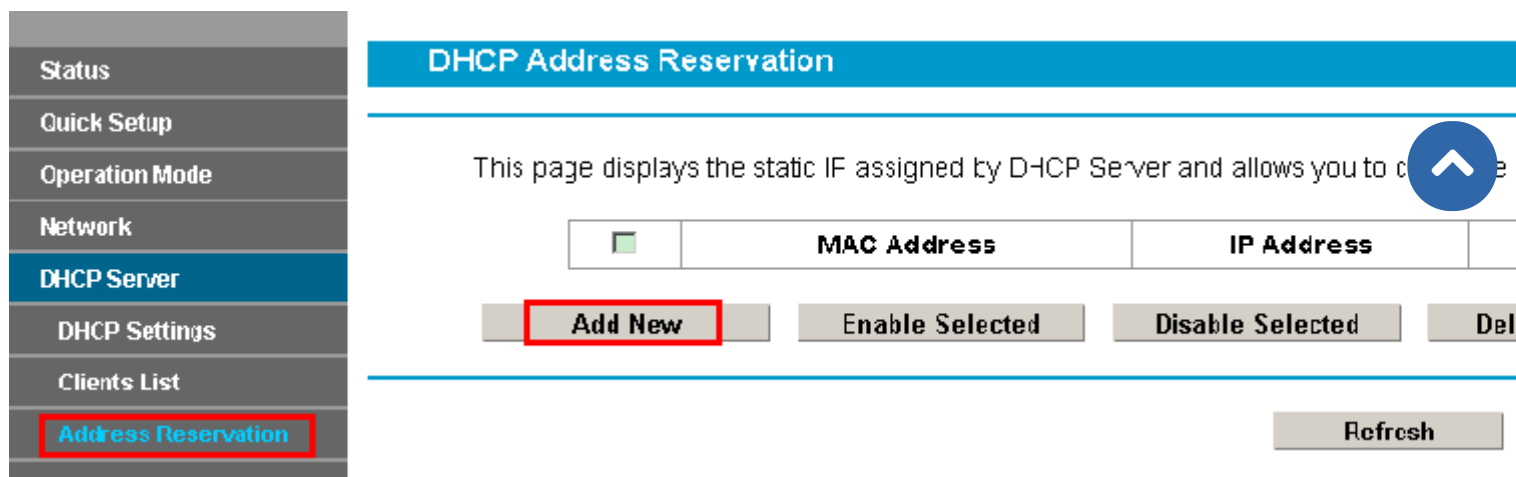 Status
Quick Setup
Operation Mode
Network
DHCP Server
DHCP Settings
Clients List
Address Reservation
DHCP Address Reservation
This page displays the static IP assigned by DHCP Server and allows you to
MAC Address
IP Address
Add New
Enable Selected
Disable Selected
Del
Refresh